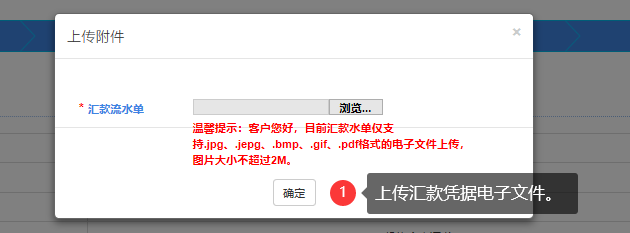 上传附件
×
* 汇款流水单
浏览...
温馨提示：客户您好，目前汇款水单仅支
持.jpg、.jepg、.bmp、.gif、.pdf格式的电子文件上传，
图片大小不超过2M。
确定
1
上传汇款凭据电子文件。